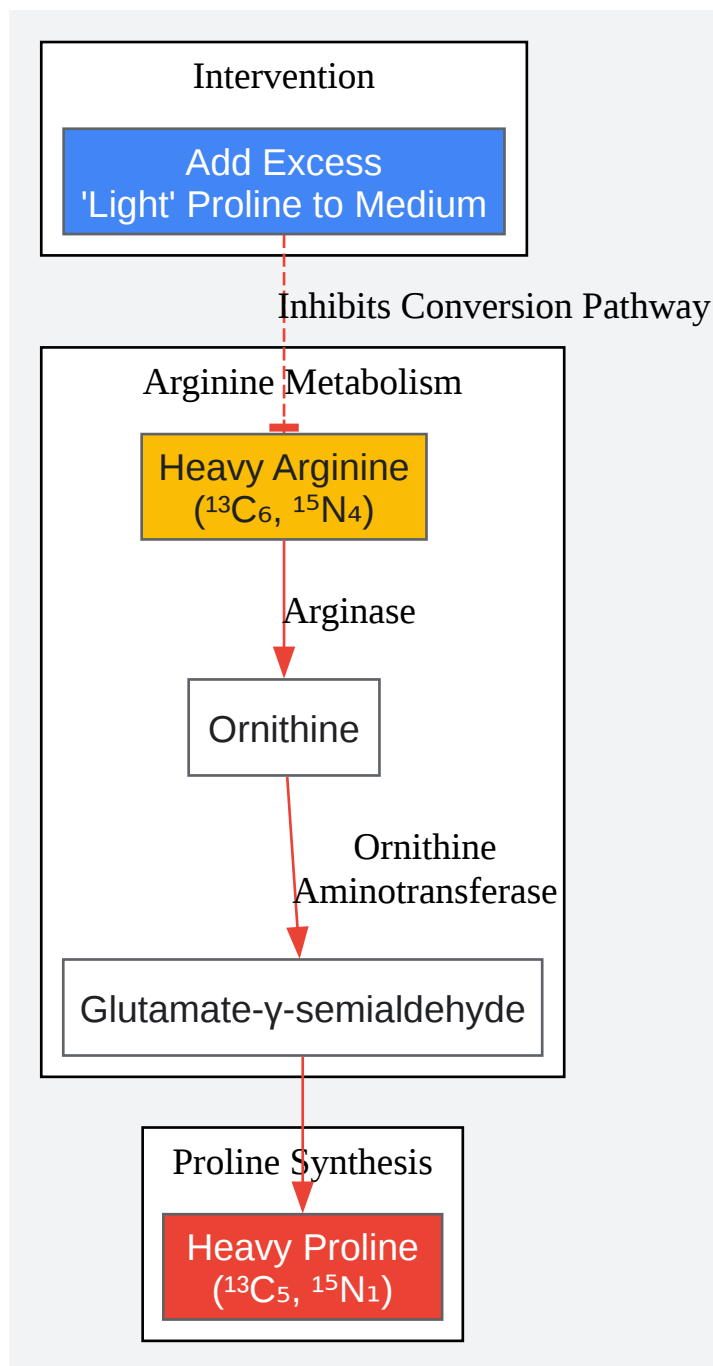 Intervention
Add Excess
'Light' Proline to Medium
Inhibits Conversion Pathway
Arginine Metabolism
Heavy Arginine
(¹³C₆, ¹⁵N₄)
Arginase
Ornithine
Ornithine
Aminotransferase
Glutamate-γ-semialdehyde
Proline Synthesis
Heavy Proline
(¹³C₅, ¹⁵N₁)